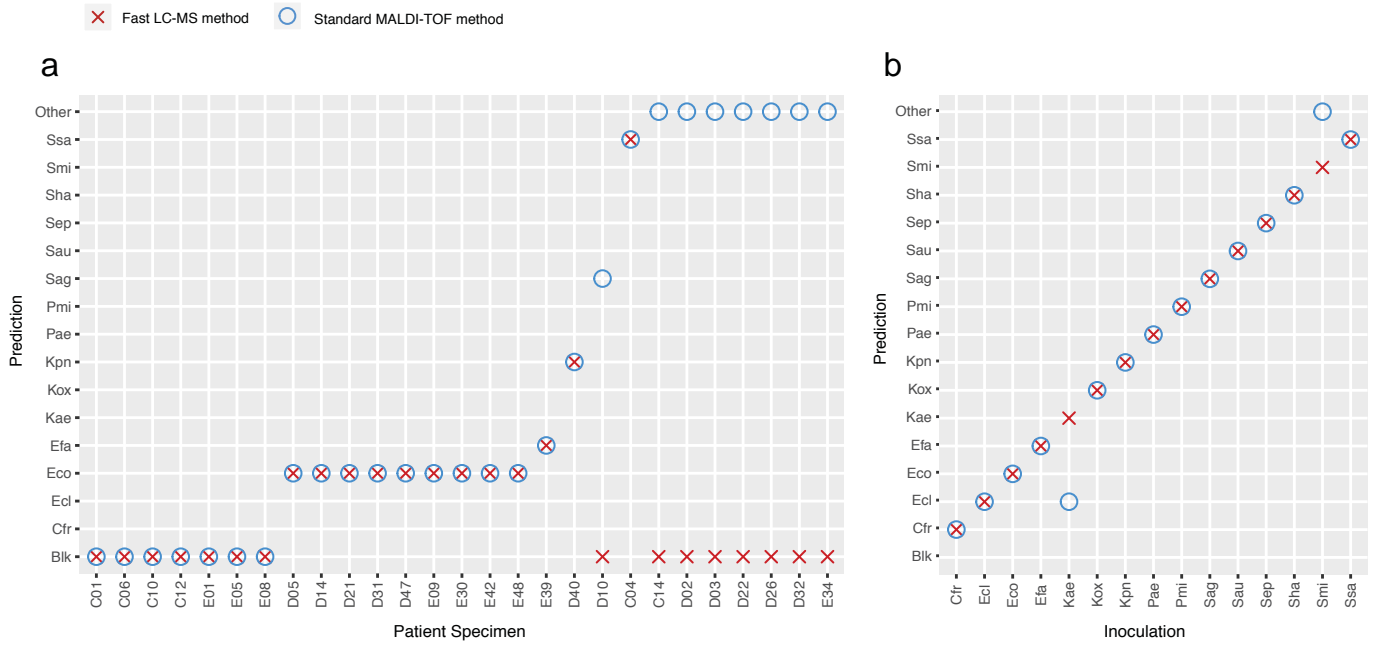 Fast LC-MS method
Standard MALDI-TOF method
a
Prediction
Other
Ssa
Smi
Sha
Sep
Sau
Sag
Pmi
Pae
Kpn
Kox
Kae
Efa
Eco
Ecl
Cfr
Blk
C01
C06
C10
C12
E01
E05
E08
D05
D14
D21
D31
D47
E09
E30
E42
E48
E39
D40
D10
C04
C14
D02
D03
D22
D26
D32
E34
Patient Specimen
b
Prediction
Other
Ssa
Smi
Sha
Sep
Sau
Sag
Pmi
Pae
Kpn
Kox
Kae
Efa
Eco
Ecl
Cfr
Blk
Cfr
Ecl
Eco
Efa
Kae
Kox
Kpn
Pae
Pmi
Sag
Sau
Sep
Sha
Smi
Ssa
Inoculation